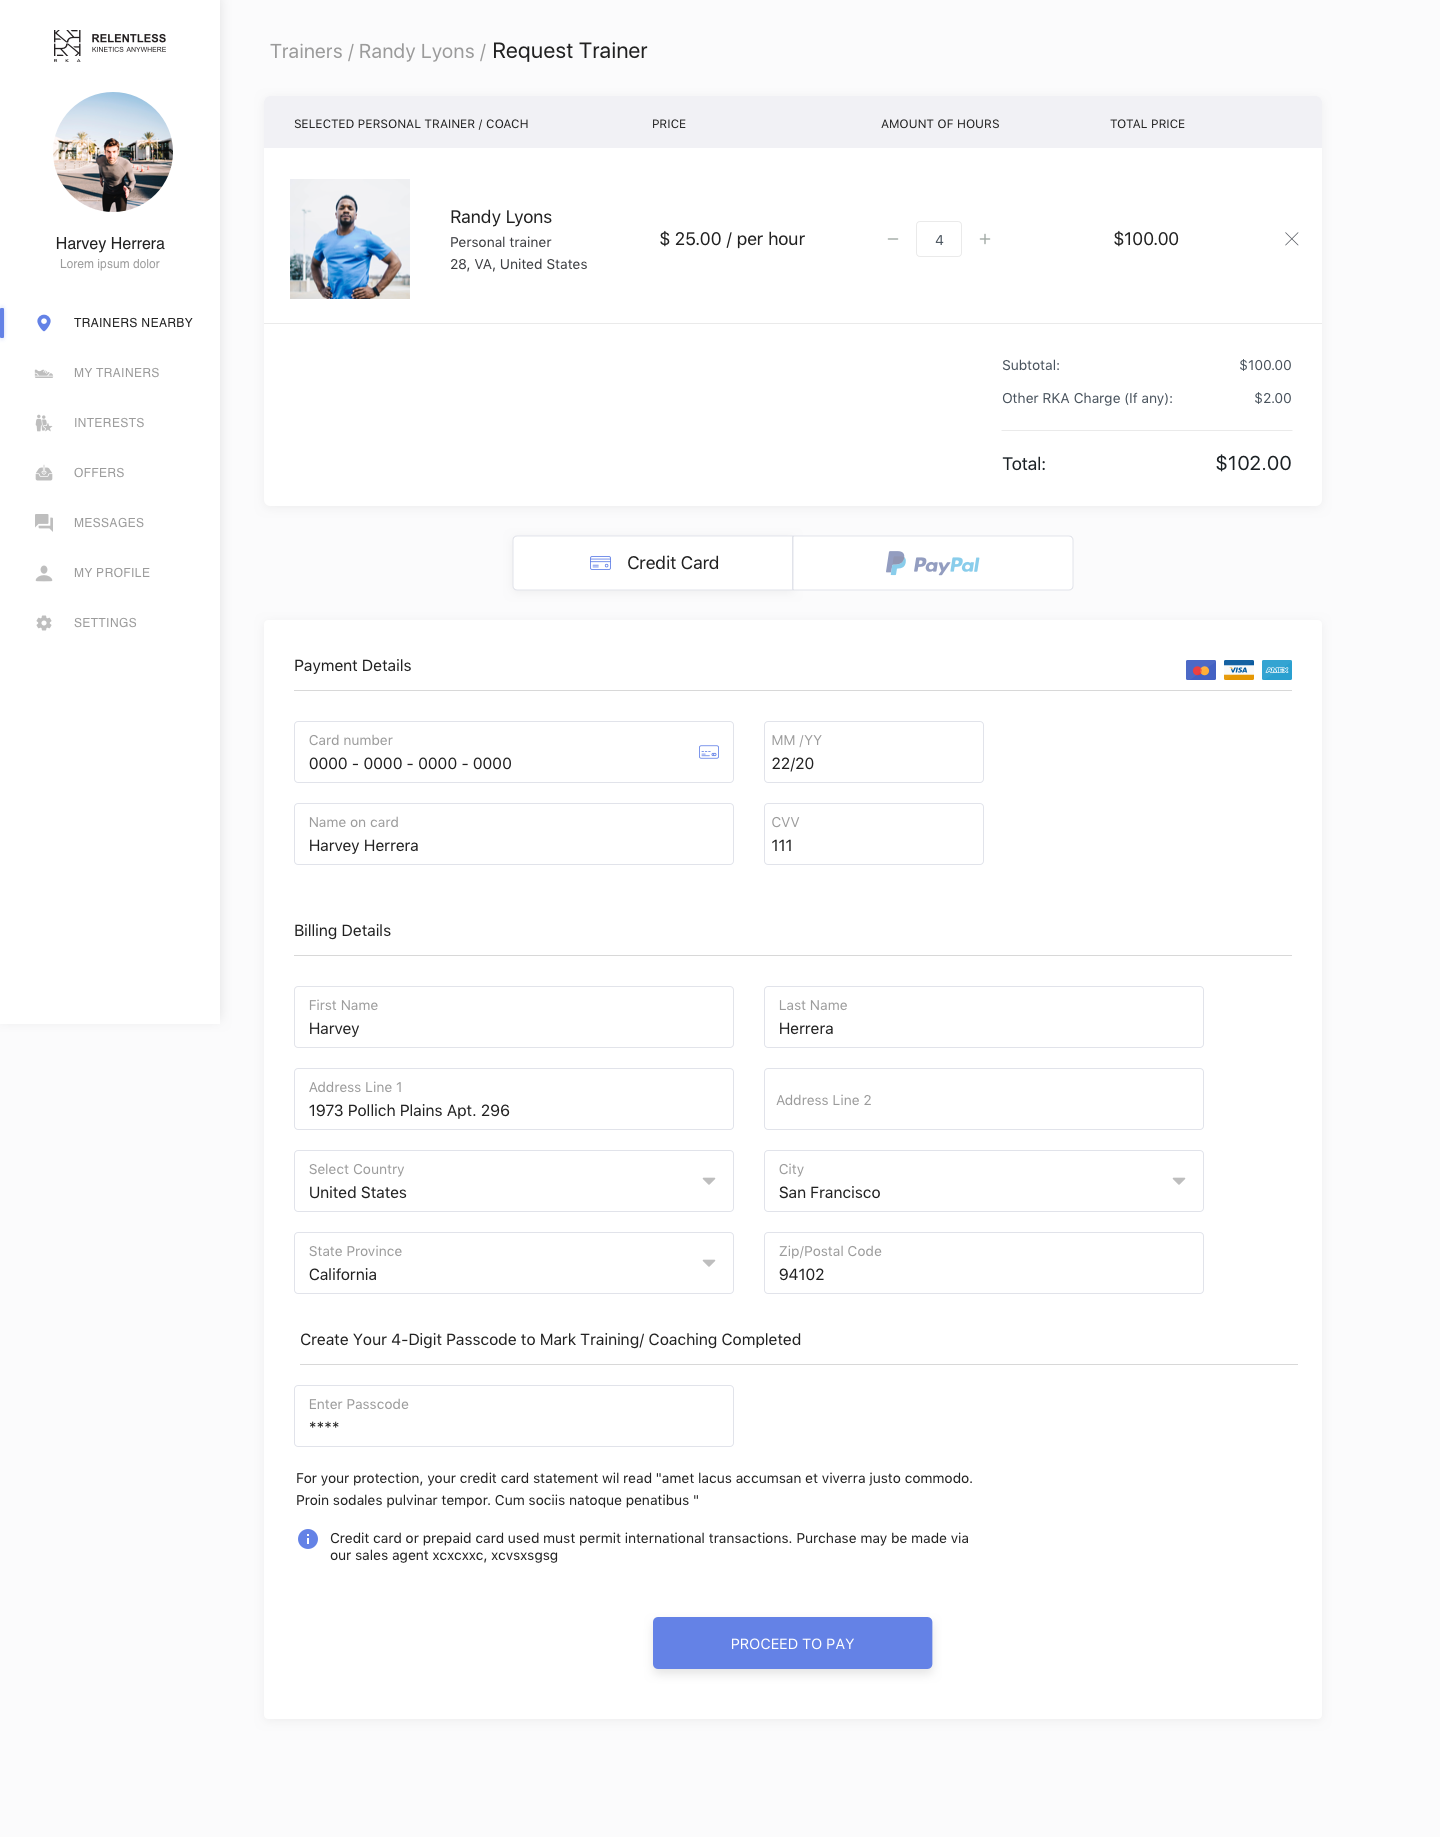 RELENTLESS
KINETICS ANYWHERE
R K A
Harvey Herrera
Lorem ipsum dolor
TRAINERS NEARBY
MY TRAINERS
INTERESTS
OFFERS
MESSAGES
MY PROFILE
SETTINGS
Trainers / Randy Lyons / Request Trainer
SELECTED PERSONAL TRAINER / COACH PRICE AMOUNT OF HOURS TOTAL PRICE
Randy Lyons
Personal trainer
28, VA, United States
$ 25.00 / per hour
4
$100.00
Subtotal: $100.00
Other RKA Charge (If any): $2.00
Total: $102.00
Credit Card
PayPal
Payment Details
VISA
AMEX
Card number
0000 - 0000 - 0000 - 0000
MM /YY
22/20
Name on card
Harvey Herrera
CVV
111
Billing Details
First Name
Harvey
Last Name
Herrera
Address Line 1
1973 Pollich Plains Apt. 296
Address Line 2
Select Country
United States
City
San Francisco
State Province
California
Zip/Postal Code
94102
Create Your 4-Digit Passcode to Mark Training/ Coaching Completed
Enter Passcode
****
For your protection, your credit card statement wil read "amet lacus accumsan et viverra justo commodo.
Proin sodales pulvinar tempor. Cum sociis natoque penatibus "
Credit card or prepaid card used must permit international transactions. Purchase may be made via
our sales agent xcxcxxc, xcvsxsgsg
PROCEED TO PAY